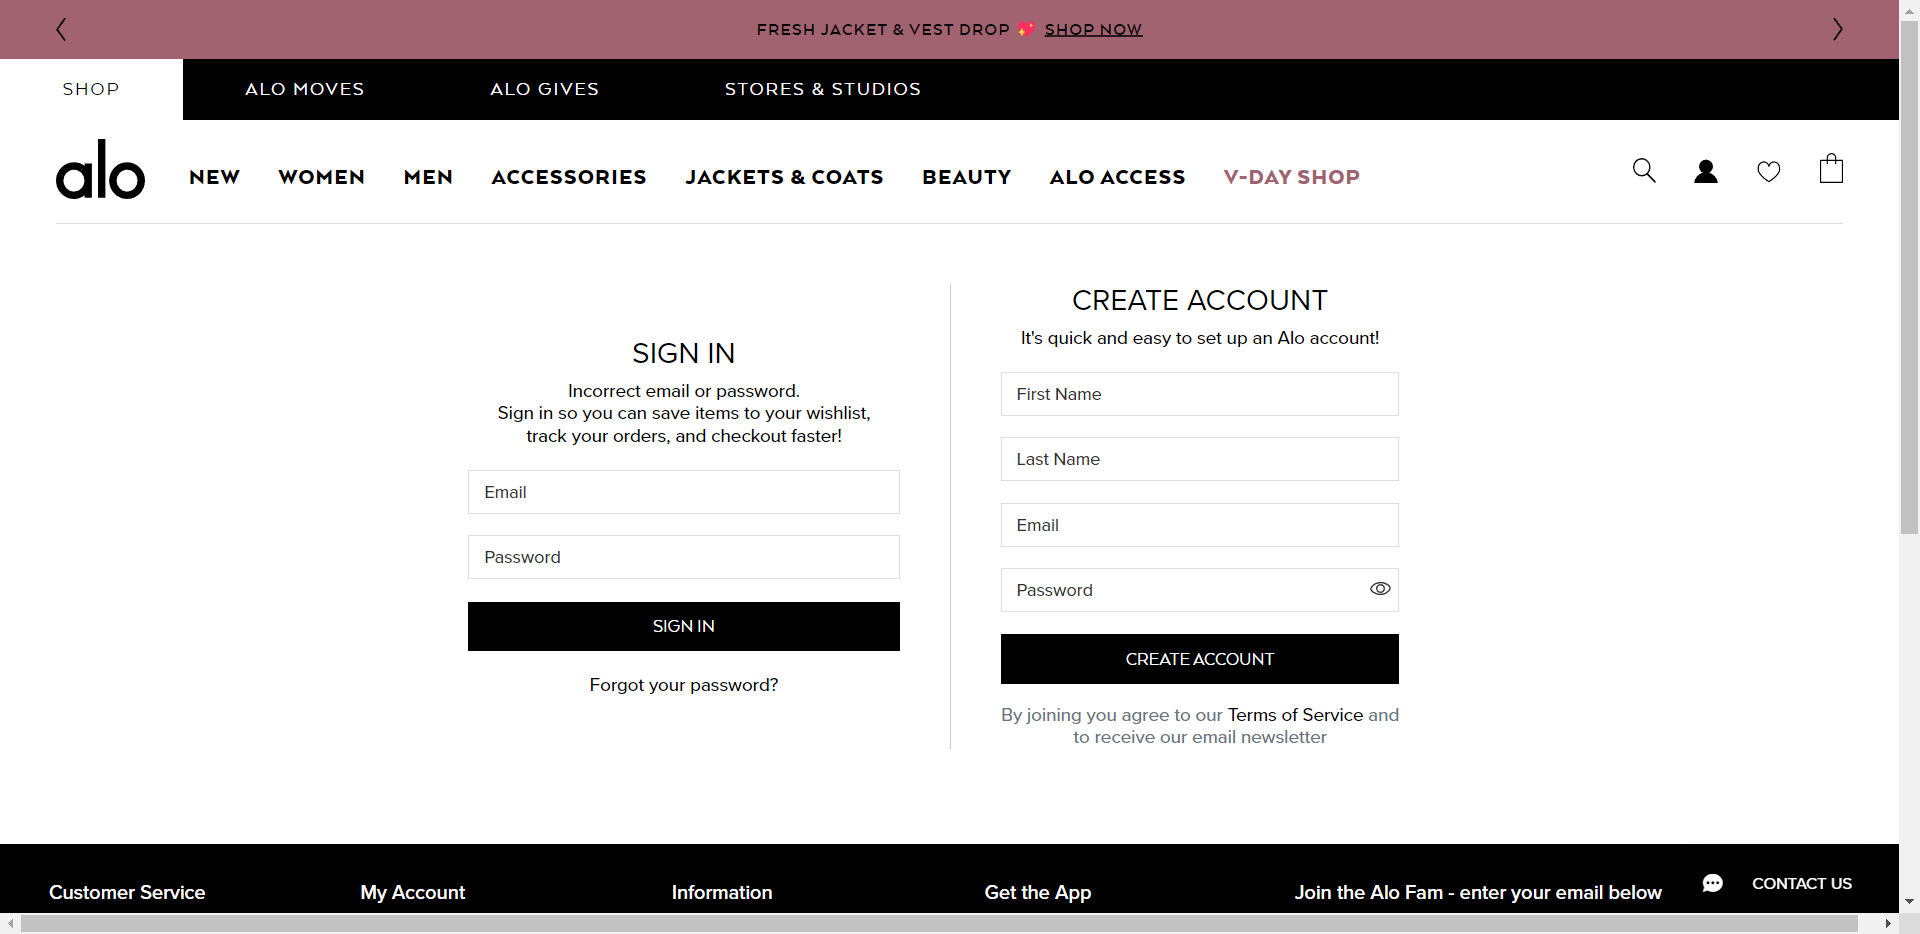 FRESH JACKET & VEST DROP 💖 SHOP NOW
SHOP ALO MOVES ALO GIVES STORES & STUDIOS
alo NEW WOMEN MEN ACCESSORIES JACKETS & COATS BEAUTY ALO ACCESS V-DAY SHOP
SIGN IN
Incorrect email or password.
Sign in so you can save items to your wishlist,
track your orders, and checkout faster!
Email
Password
SIGN IN
Forgot your password?
CREATE ACCOUNT
It's quick and easy to set up an Alo account!
First Name
Last Name
Email
Password
CREATE ACCOUNT
By joining you agree to our Terms of Service and
to receive our email newsletter
Customer Service My Account Information Get the App Join the Alo Fam - enter your email below
CONTACT US